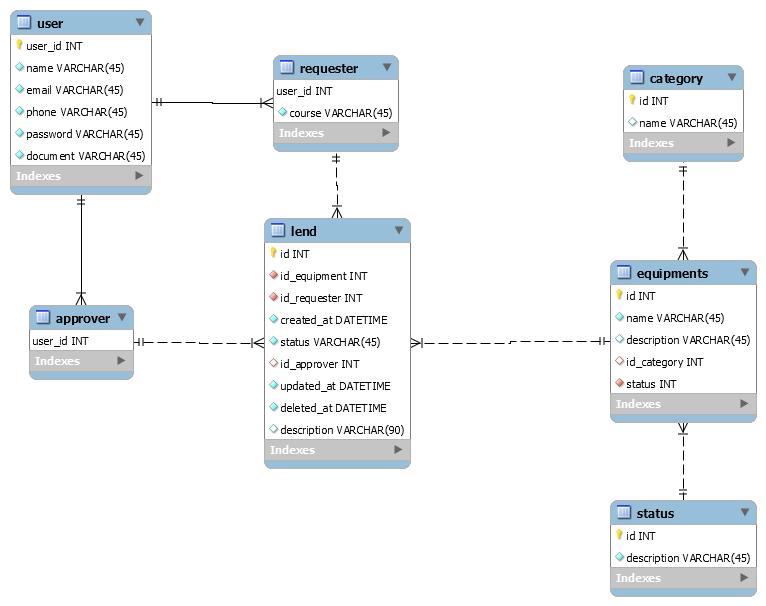 user
user_id INT
name VARCHAR(45)
email VARCHAR(45)
phone VARCHAR(45)
password VARCHAR(45)
document VARCHAR(45)
Indexes
requester
user_id INT
course VARCHAR(45)
Indexes
category
id INT
name VARCHAR(45)
Indexes
lend
id INT
id_equipment INT
id_requester INT
created_at DATETIME
status VARCHAR(45)
id_approver INT
updated_at DATETIME
deleted_at DATETIME
description VARCHAR(90)
Indexes
equipments
id INT
name VARCHAR(45)
description VARCHAR(45)
id_category INT
status INT
Indexes
approver
user_id INT
Indexes
status
id INT
description VARCHAR(45)
Indexes